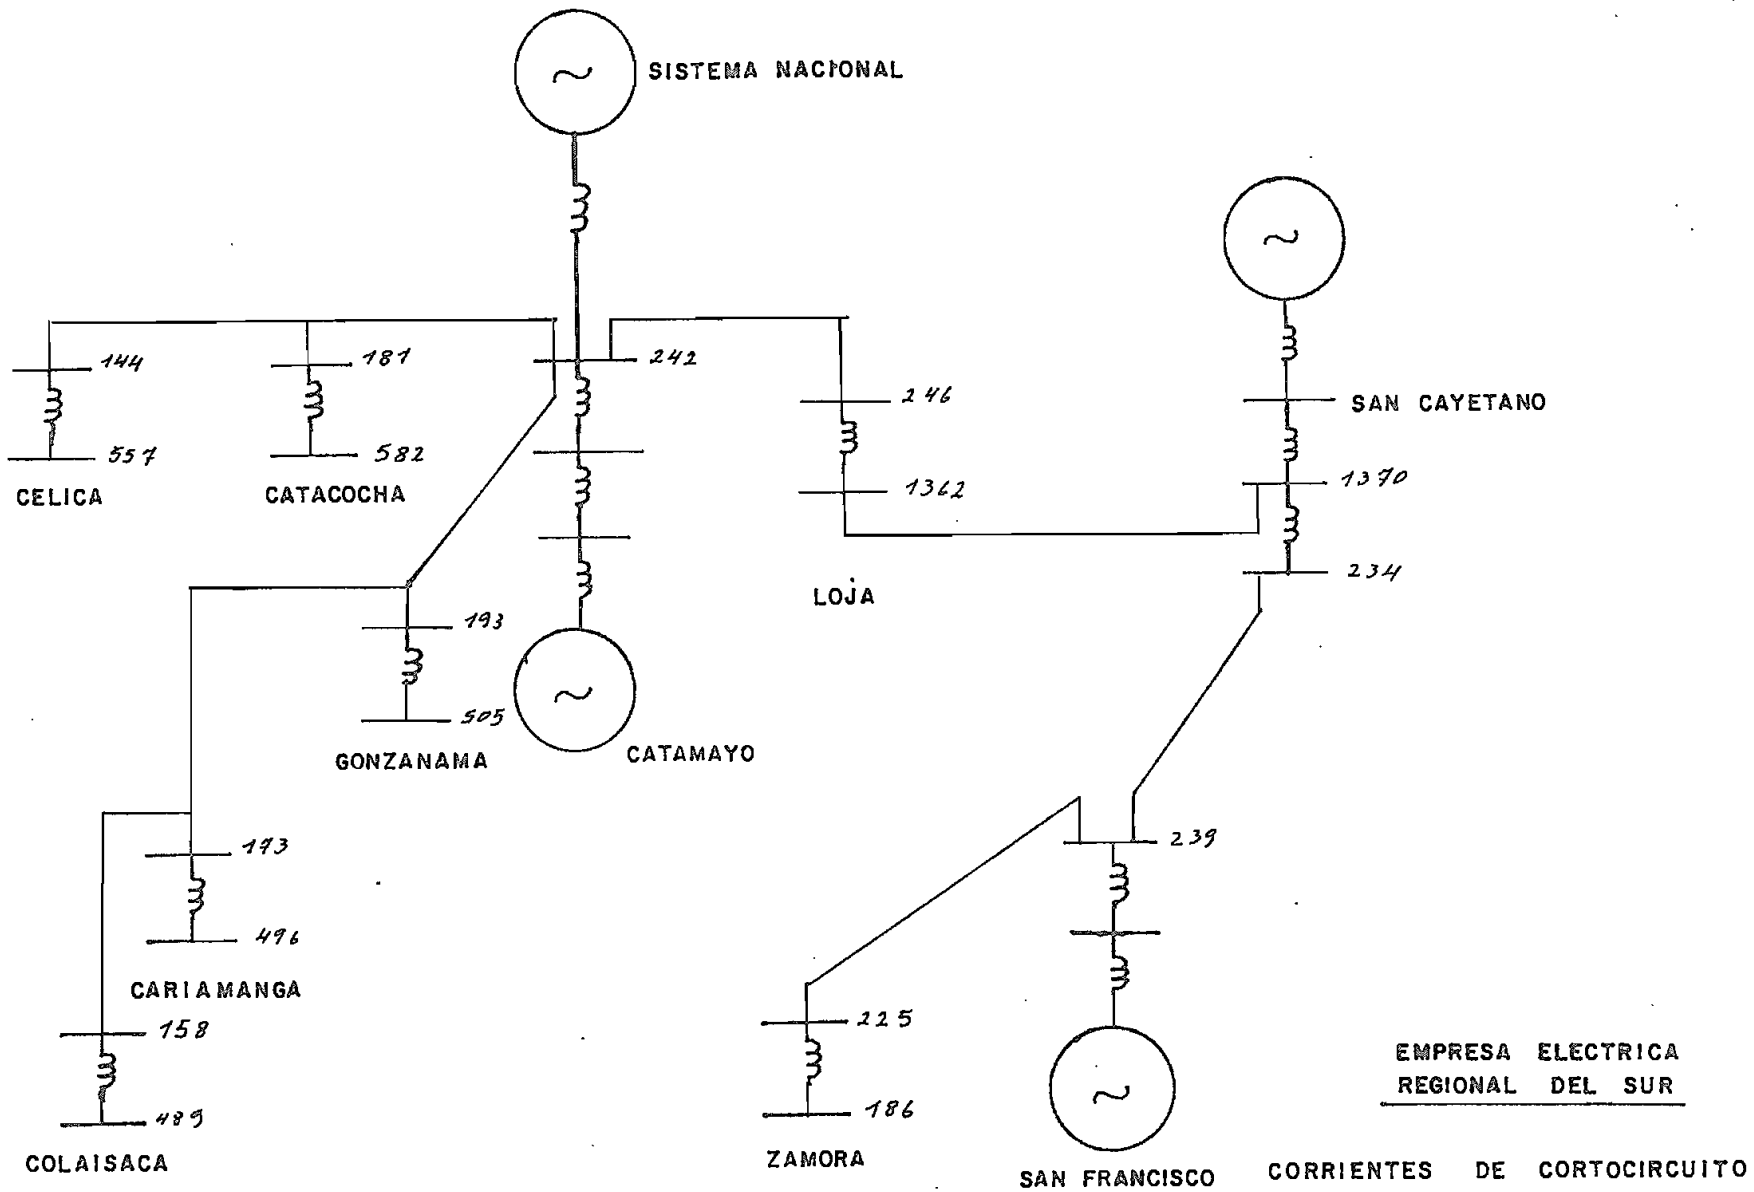 SISTEMA NACIONAL
144
181
242
246
SAN CAYETANO
557
582
1362
1370
CELICA
CATACOCHA
234
LOJA
193
505
GONZANAMA
CATAMAYO
173
239
496
CARIAMANGA
158
225
489
186
COLAISACA
ZAMORA
SAN FRANCISCO
EMPRESA ELECTRICA
REGIONAL DEL SUR
CORRIENTES DE CORTOCIRCUITO